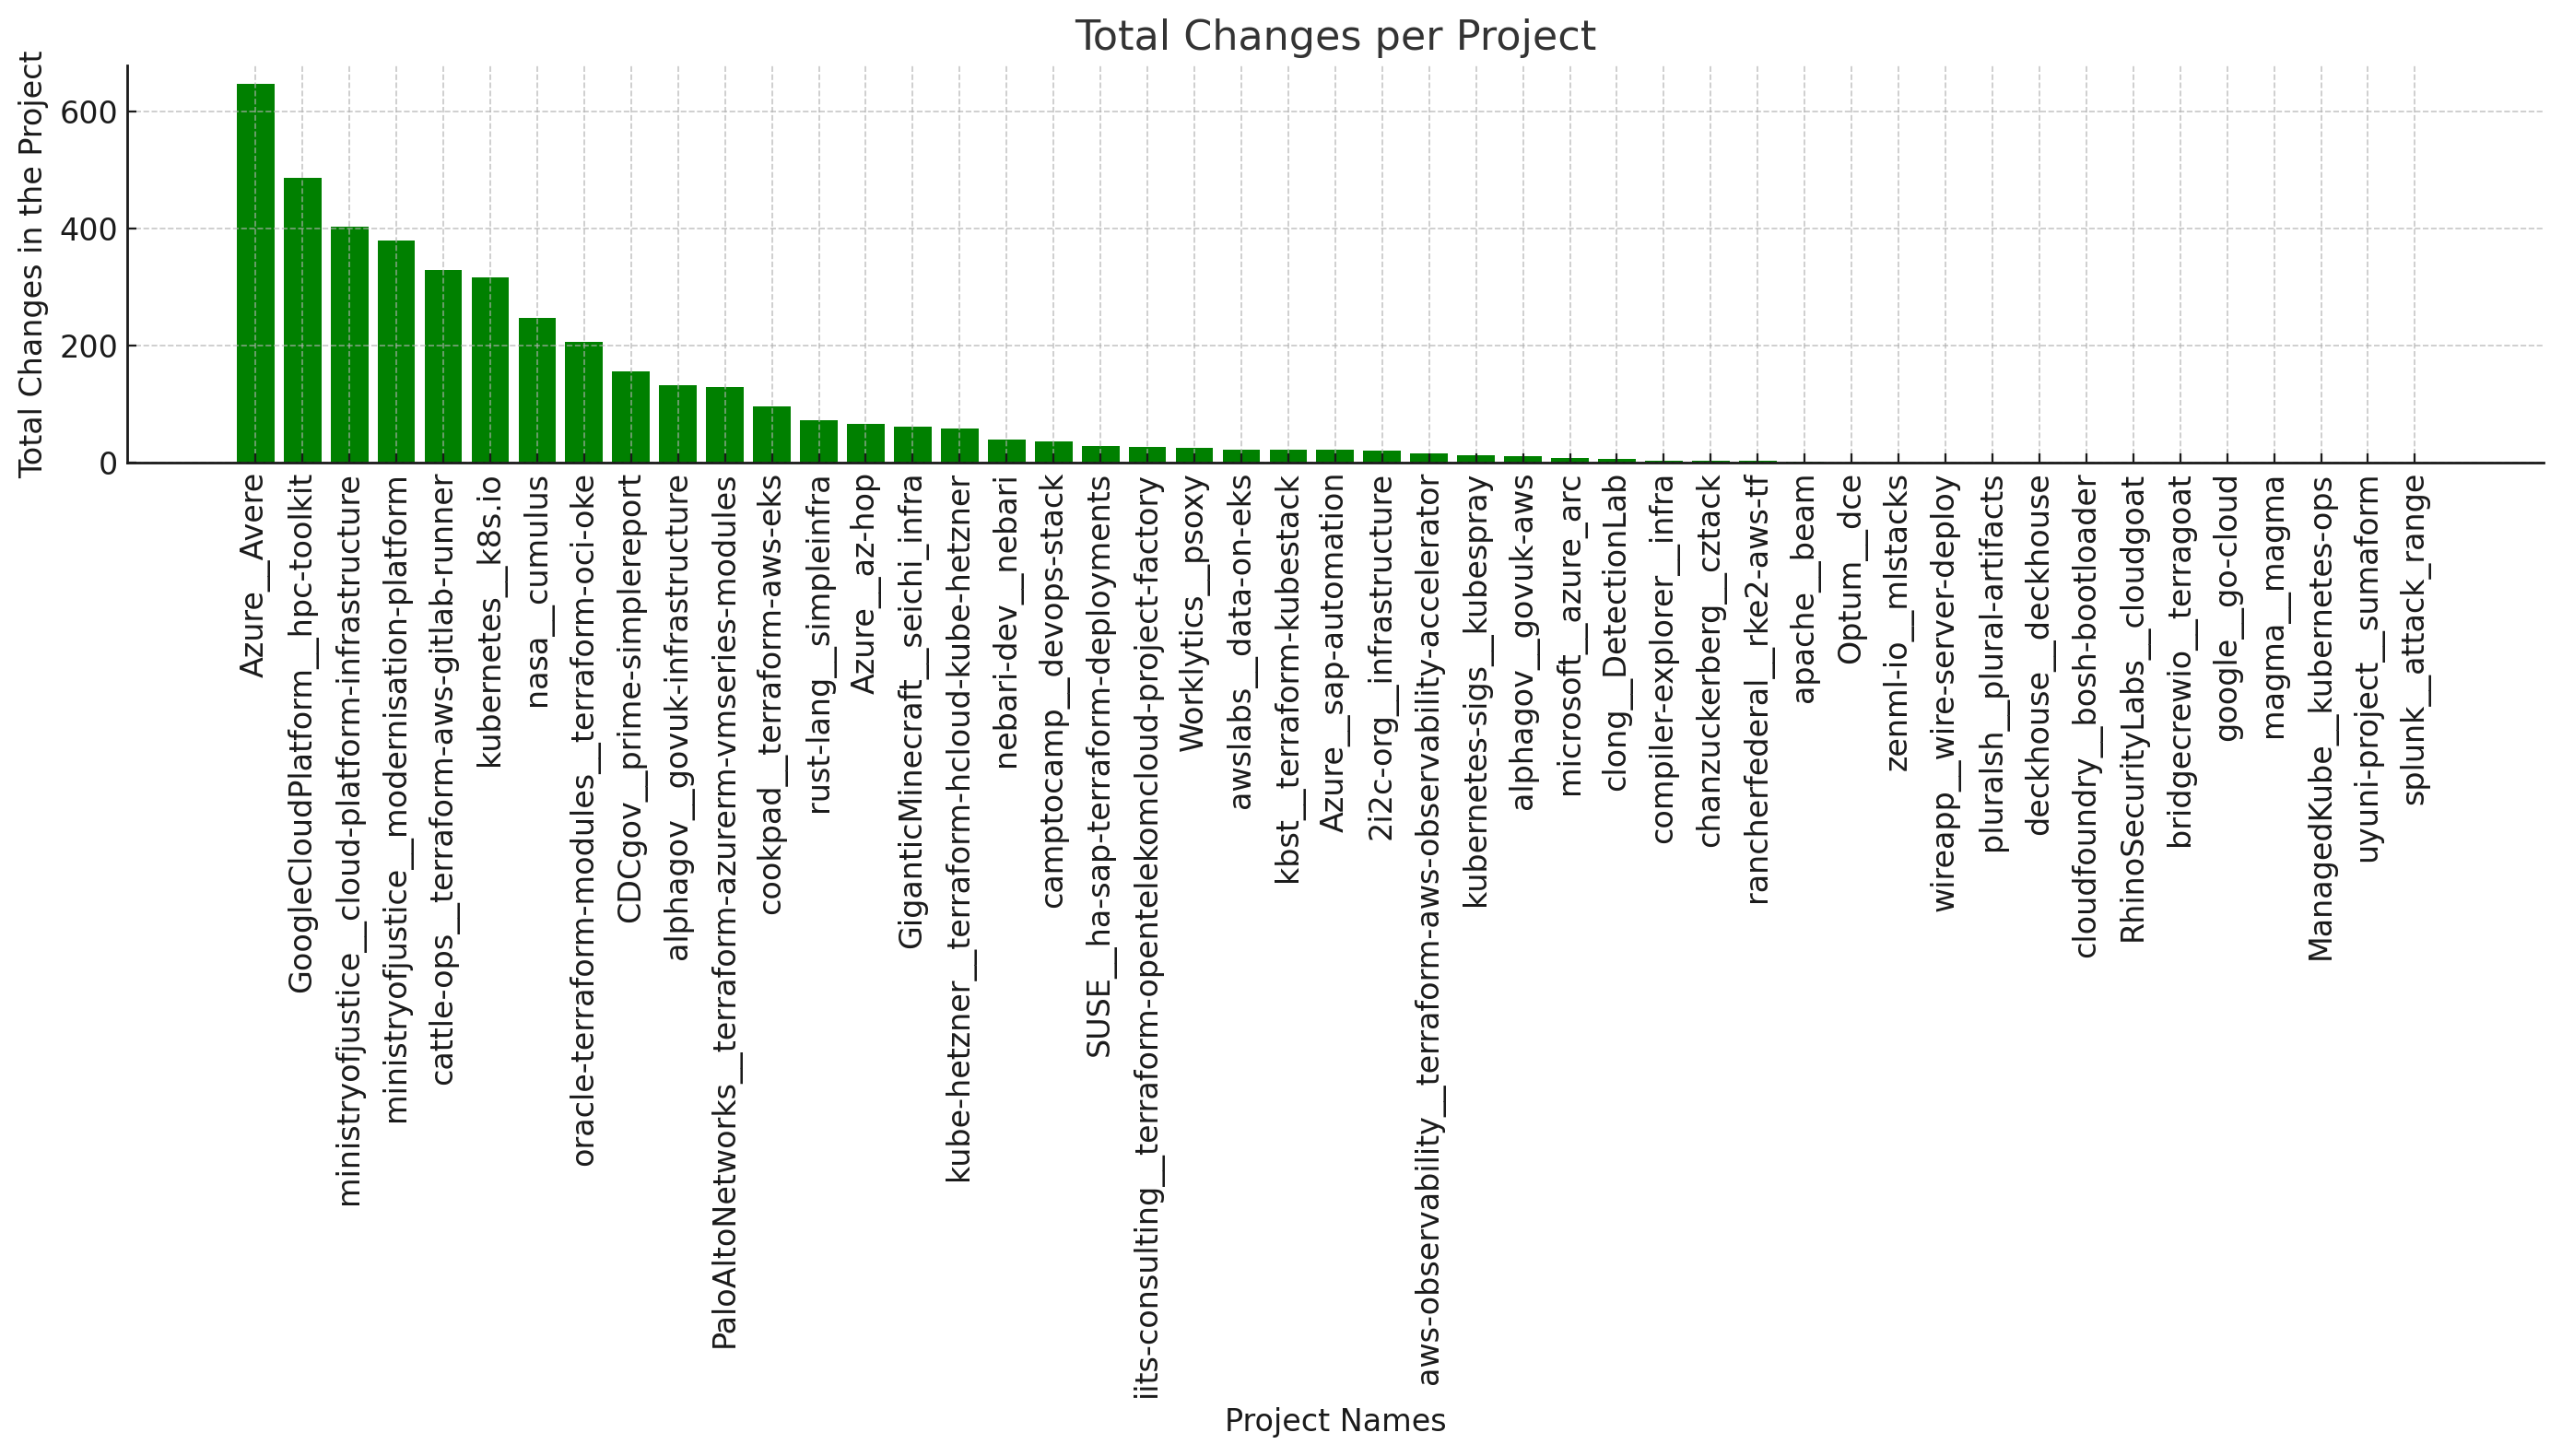 Total Changes per Project
Total Changes in the Project
600
400
200
0
Azure__Avere
GoogleCloudPlatform__hpc-toolkit
ministryofjustice__cloud-platform-infrastructure
ministryofjustice__modernisation-platform
cattle-ops__terraform-aws-gitlab-runner
kubernetes__k8s.io
nasa__cumulus
oracle-terraform-modules__terraform-oci-oke
CDCgov__prime-simplereport
alphagov__govuk-infrastructure
PaloAltoNetworks__terraform-azurerm-vmseries-modules
cookpad__terraform-aws-eks
rust-lang__simpleinfra
Azure__az-hop
GiganticMinecraft__seichi_infra
kube-hetzner__terraform-hcloud-kube-hetzner
nebari-dev__nebari
camptocamp__devops-stack
SUSE__ha-sap-terraform-deployments
iits-consulting__terraform-opentelekomcloud-project-factory
Worklytics__psoxy
awslabs__data-on-eks
kbst__terraform-kubestack
Azure__sap-automation
2i2c-org__infrastructure
aws-observability__terraform-aws-observability-accelerator
kubernetes-sigs__kubespray
alphagov__govuk-aws
microsoft__azure_arc
clong__DetectionLab
compiler-explorer__infra
chanzuckerberg__cztack
rancherfederal__rke2-aws-tf
apache__beam
Optum__dce
zenml-io__mlstacks
wireapp__wire-server-deploy
pluralsh__plural-artifacts
deckhouse__deckhouse
cloudfoundry__bosh-bootloader
RhinoSecurityLabs__cloudgoat
bridgecrewio__terragoat
google__go-cloud
magma__magma
ManagedKube__kubernetes-ops
uyuni-project__sumaform
splunk__attack_range
Project Names